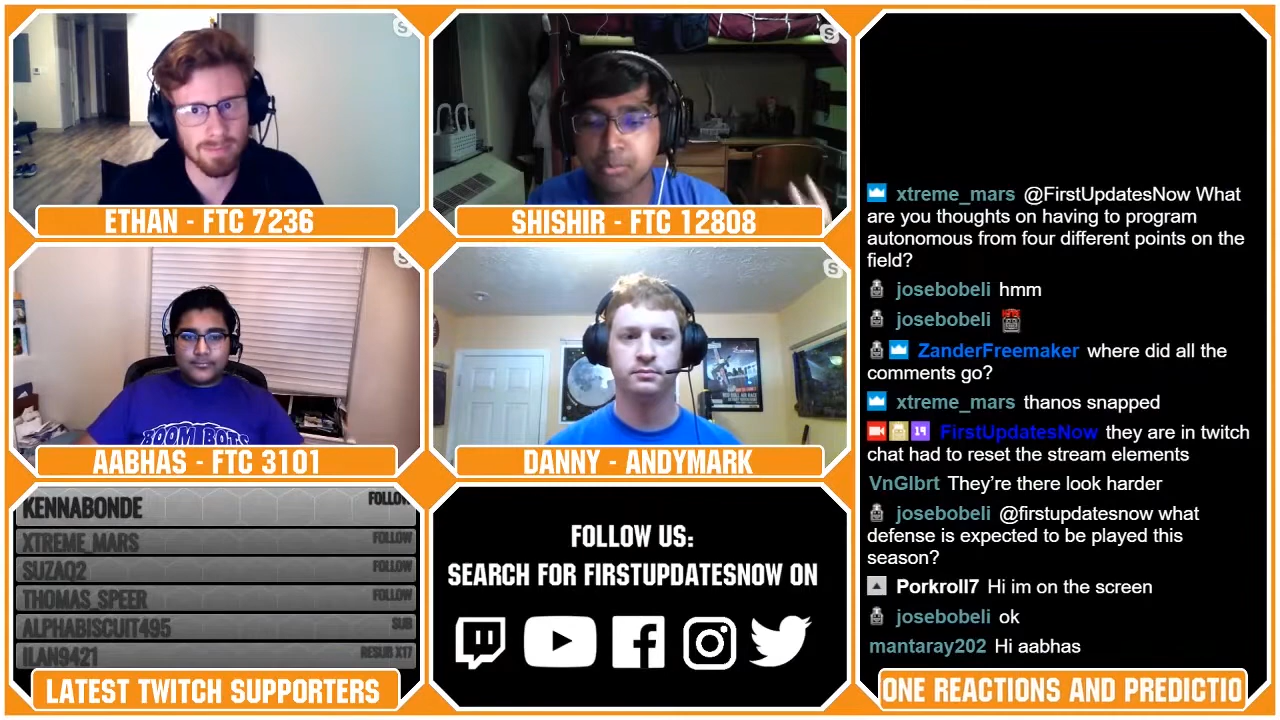 ETHAN - FTC 7236
SHISHIR - FTC 12808
BOOM BOTS
AABHAS - FTC 3101
DANNY - ANDYMARK
KENNABONDE FOLLOW
XTREME_MARS FOLLOW
SUZAQ2 FOLLOW
THOMAS_SPEER FOLLOW
ALPHABISCUIT495 SUB
ILAN9421 RESUB X17
LATEST TWITCH SUPPORTERS
FOLLOW US:
SEARCH FOR FIRSTUPDATESNOW ON
xtreme_mars @FirstUpdatesNow What
are you thoughts on having to program
autonomous from four different points on the
field?
josebobeli hmm
josebobeli
ZanderFreemaker where did all the
comments go?
xtreme_mars thanos snapped
14 FirstUpdatesNow they are in twitch
chat had to reset the stream elements
VnGlbrt They're there look harder
josebobeli @firstupdatesnow what
defense is expected to be played this
season?
Porkroll7 Hi im on the screen
josebobeli ok
mantaray202 Hi aabhas
ONE REACTIONS AND PREDICTIO